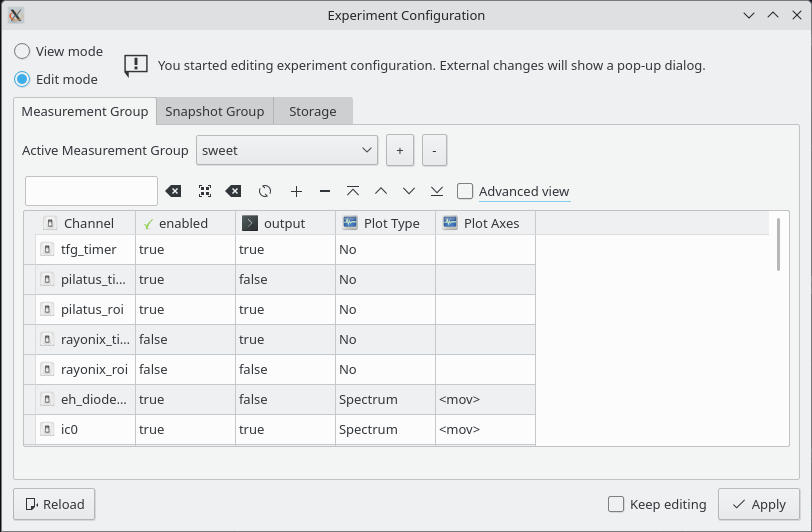 Experiment Configuration
View mode
Edit mode
You started editing experiment configuration. External changes will show a pop-up dialog.
Measurement Group Snapshot Group Storage
Active Measurement Group sweet + -
Advanced view
Channel enabled output Plot Type Plot Axes
tfg_timer true true No
pilatus_ti... true false No
pilatus_roi true true No
rayonix_ti... false true No
rayonix_roi false false No
eh_diode... true false Spectrum <mov>
ic0 true true Spectrum <mov>
Reload Keep editing Apply